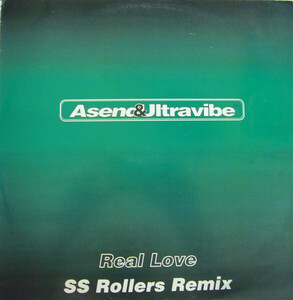 Asend&Ultravibe
Real Love
SS Rollers Remix